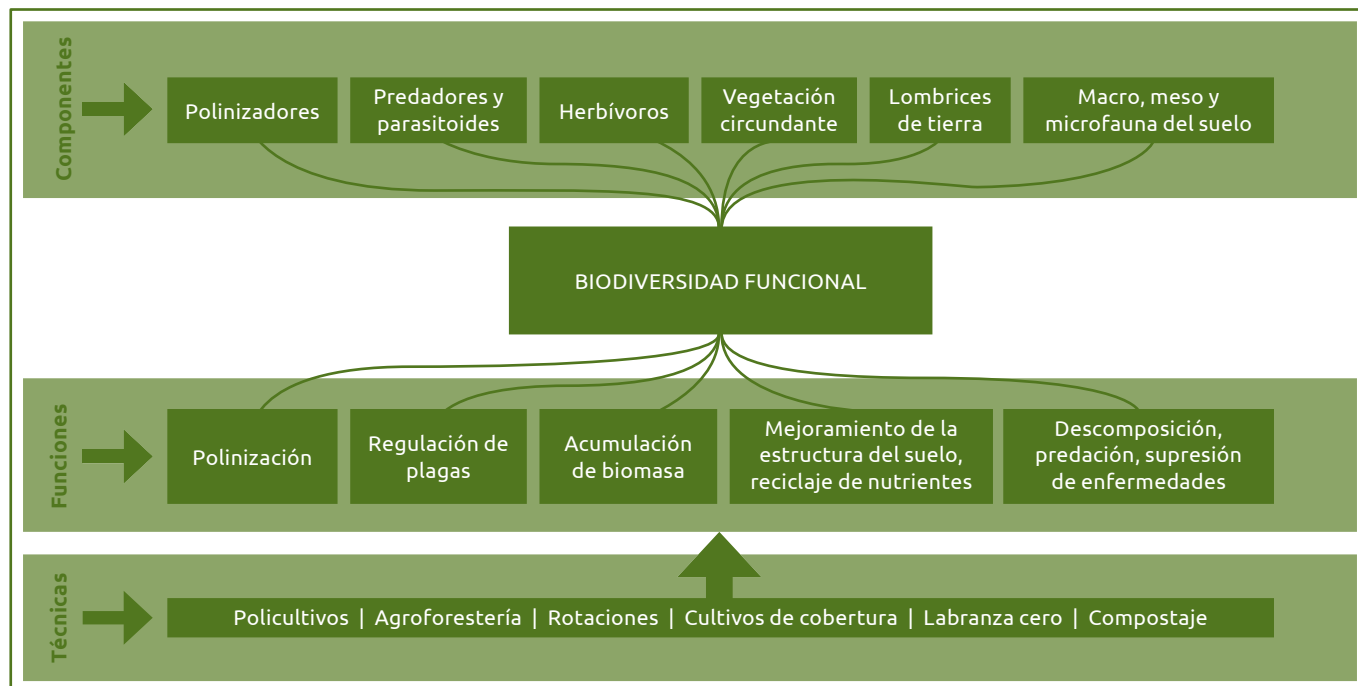 Componentes
Polinizadores
Predadores y
parasitoides
Herbívoros
Vegetación
circundante
Lombrices
de tierra
Macro, meso y
microfauna del suelo
BIODIVERSIDAD FUNCIONAL
Funciones
Polinización
Regulación de
plagas
Acumulación
de biomasa
Mejoramiento de la
estructura del suelo,
reciclaje de nutrientes
Descomposición,
predación, supresión
de enfermedades
Técnicas
Policultivos | Agroforestería | Rotaciones | Cultivos de cobertura | Labranza cero | Compostaje